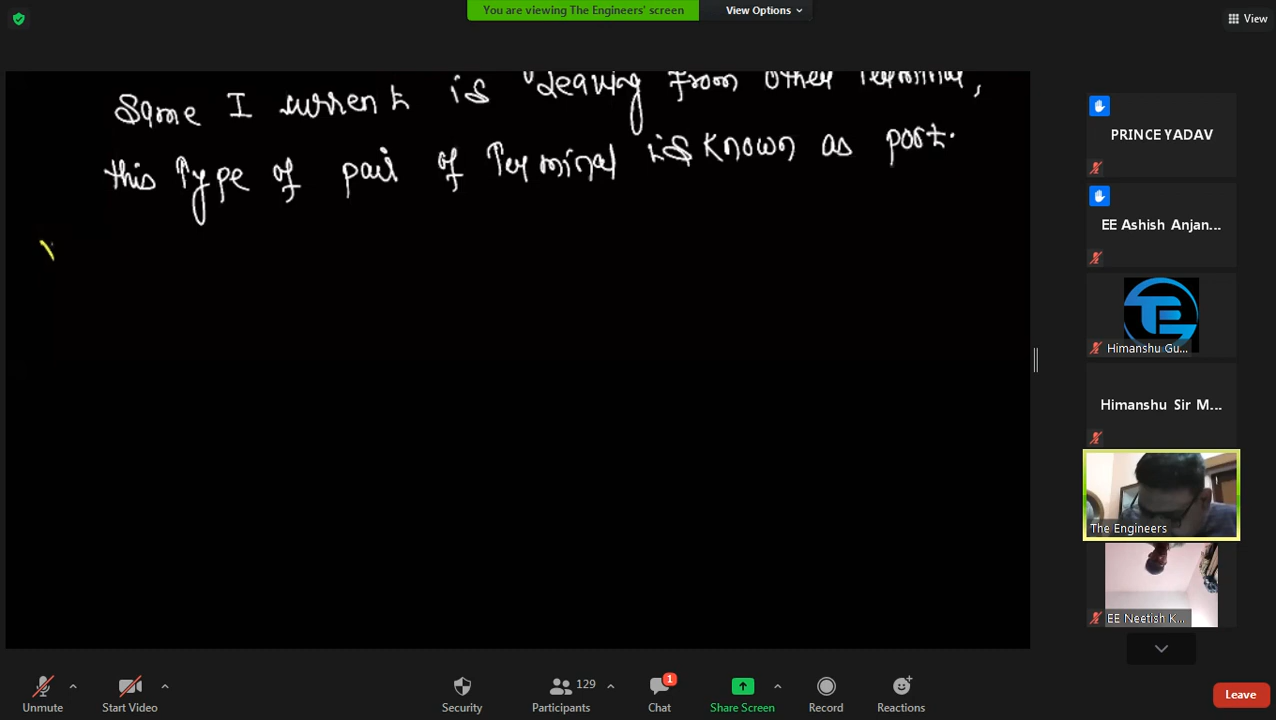 You are viewing The Engineers' screen
View Options
View
Same I current is leaving from other Terminal,
this Type of pair of Terminal is known as port.
PRINCE YADAV
EE Ashish Anjan...
Himanshu Gu...
Himanshu Sir M...
The Engineers
EE Neetish K...
Unmute
Start Video
Security
129
Participants
1
Chat
Share Screen
Record
Reactions
Leave